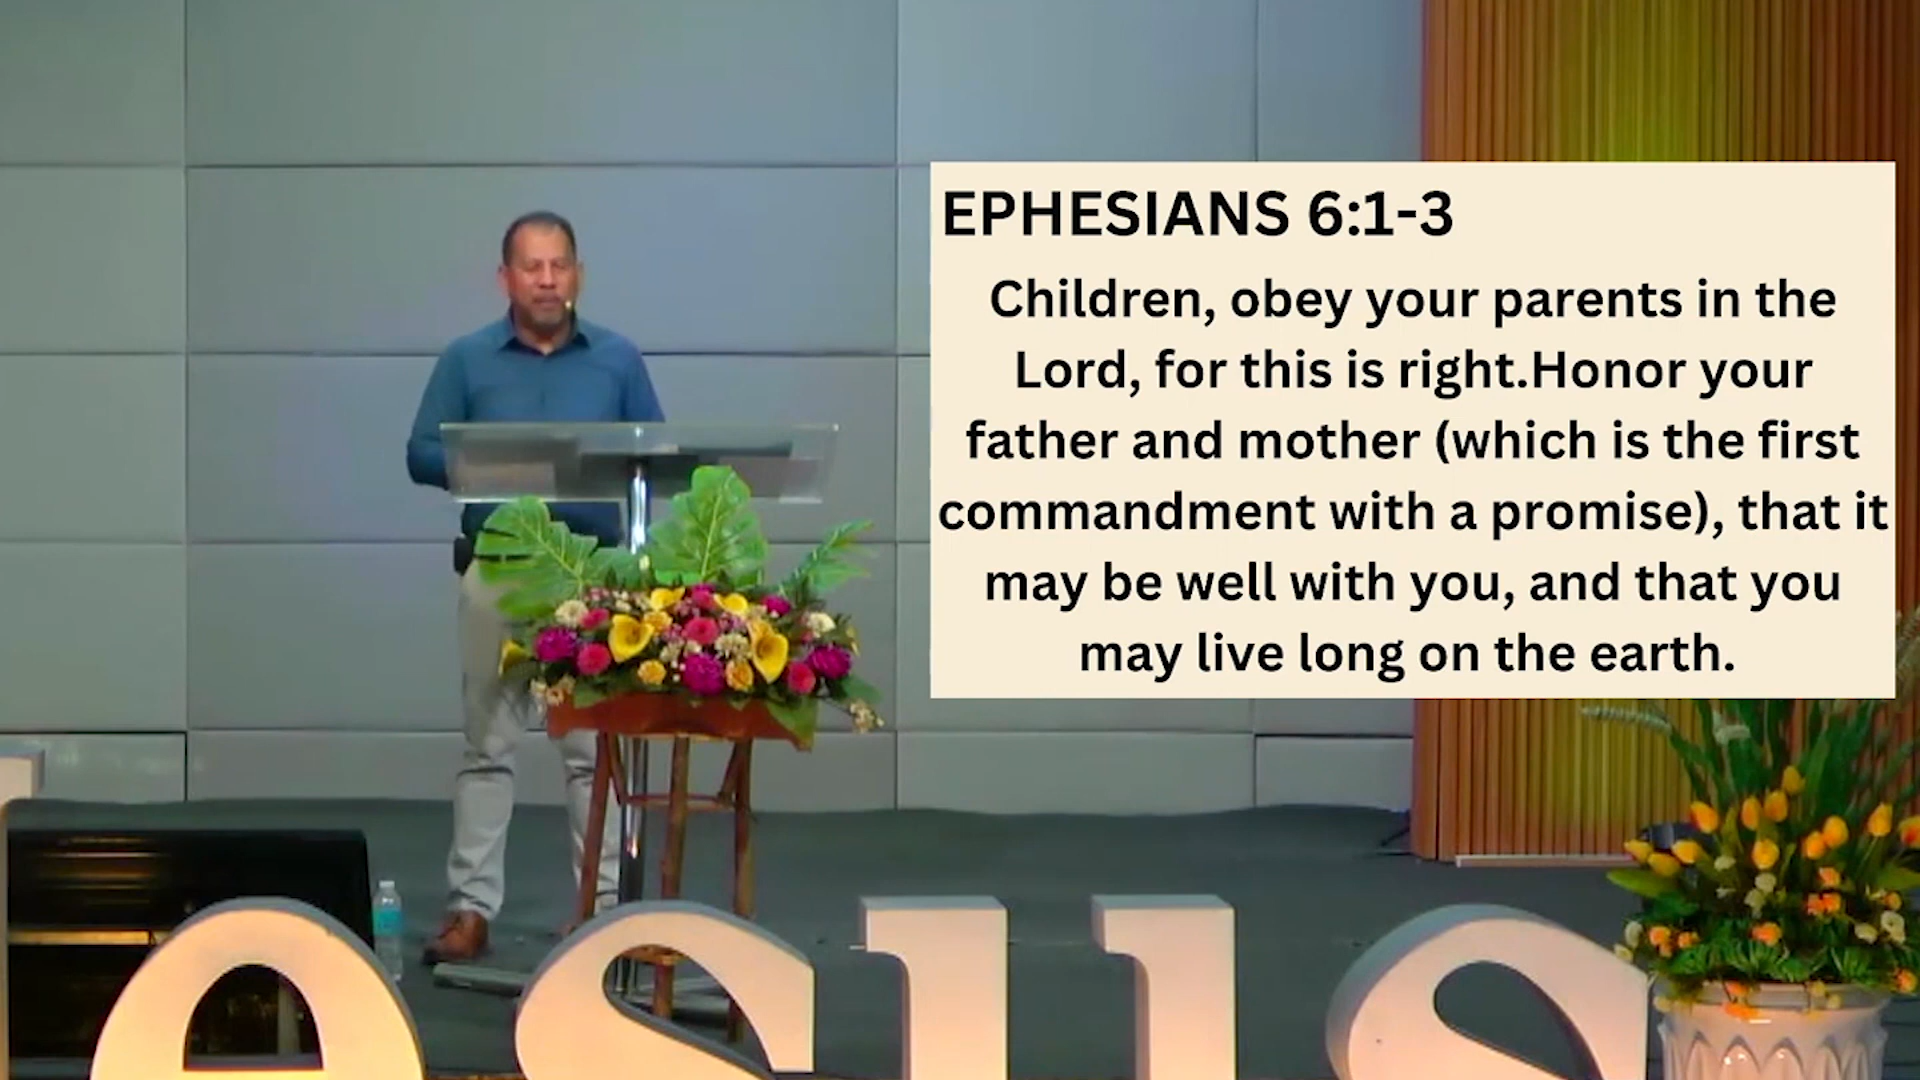 EPHESIANS 6:1-3
Children, obey your parents in the
Lord, for this is right.Honor your
father and mother (which is the first
commandment with a promise), that it
may be well with you, and that you
may live long on the earth.
esus